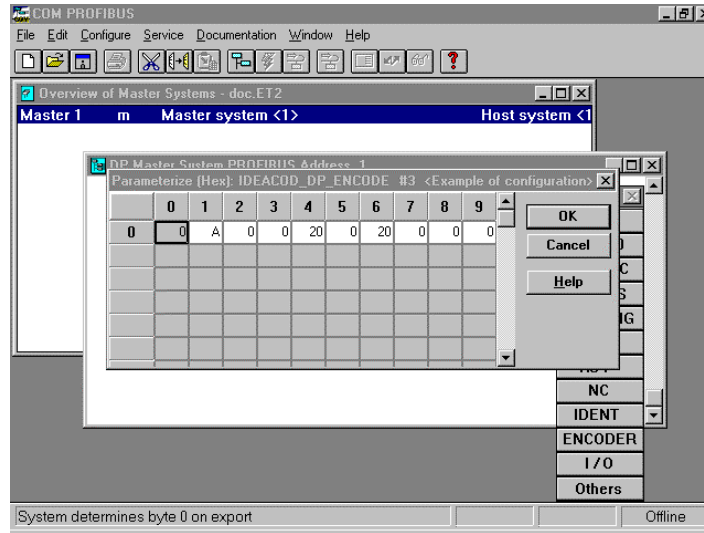 COM PROFIBUS
File Edit Configure Service Documentation Window Help
Overview of Master Systems - doc.ET2
Master 1 m Master system <1> Host system <1
DP Master System PROFIBUS Address 1
Parameterize (Hex): IDEACOD_DP_ENCODE #3 <Example of configuration>
0 1 2 3 4 5 6 7 8 9
0 0 A 0 0 20 0 20 0 0 0
OK
Cancel
Help
NC
IDENT
ENCODER
I/O
Others
System determines byte 0 on export
Offline